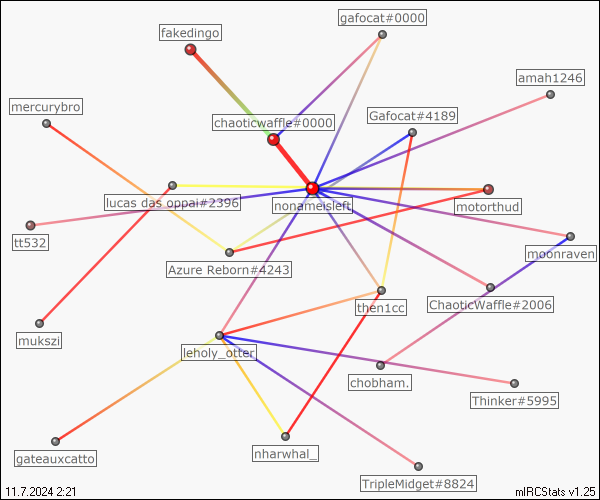 gafocat#0000
fakedingo
amah1246
mercurybro
Gafocat#4189
chaoticwaffle#0000
lucas das oppai#2396
nonameisleft
motorthud
tt532
moonraven
Azure Reborn#4243
ChaoticWaffle#2006
then1cc
mukszi
leholy_otter
chobham.
Thinker#5995
nharwhal_
gateauxcatto
TripleMidget#8824
11.7.2024 2:21
mIRCStats v1.25